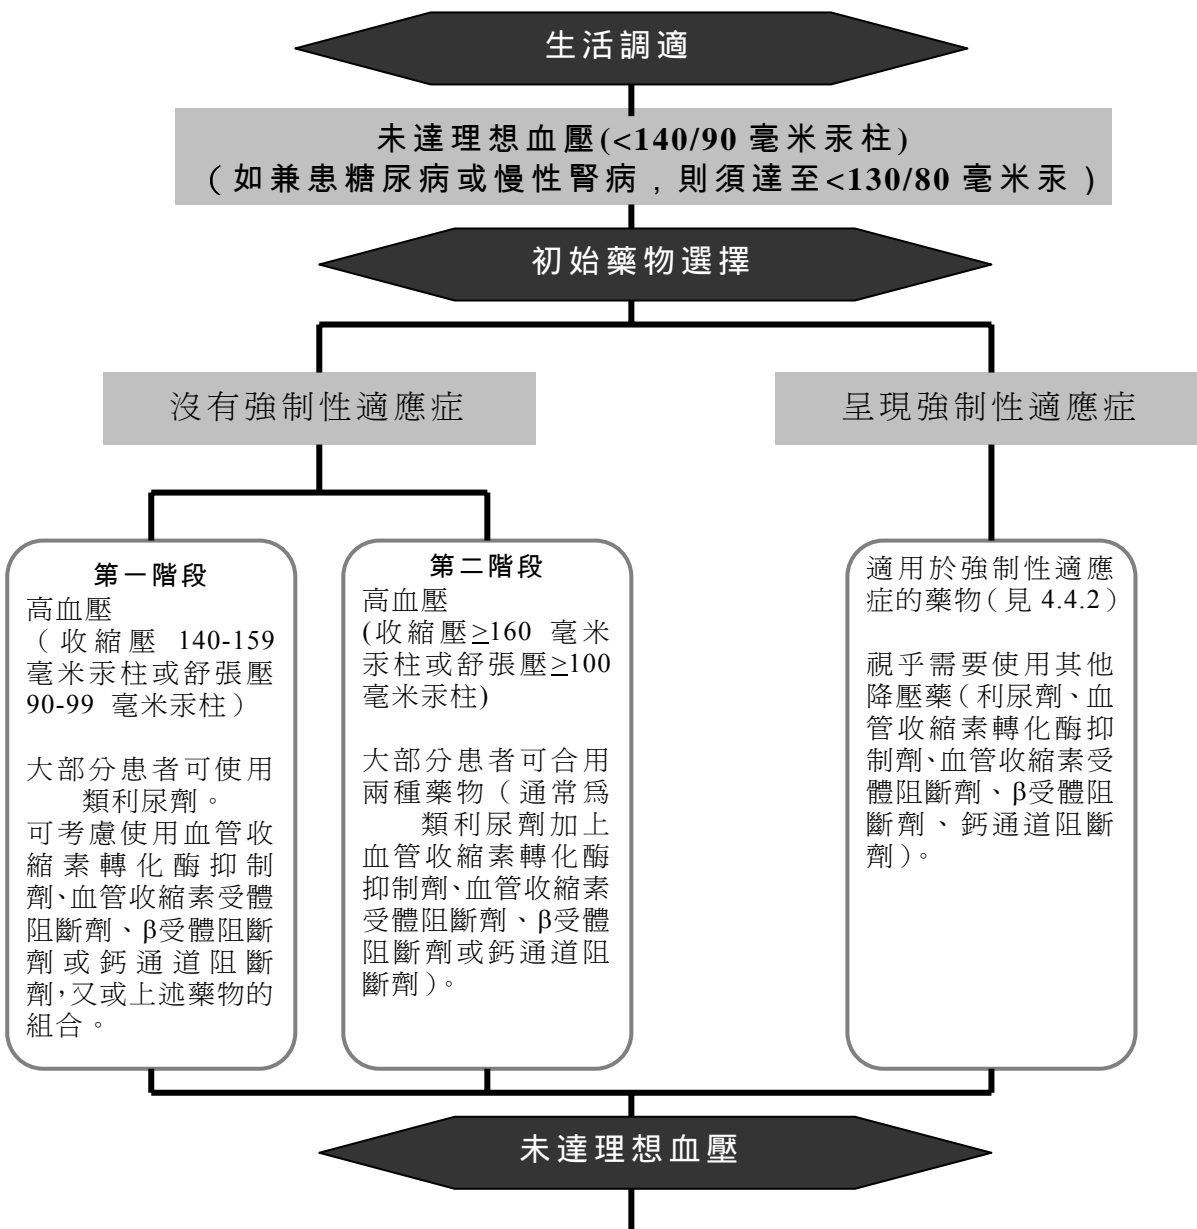 生活調適
未達理想血壓(<140/90 毫米汞柱)
（如兼患糖尿病或慢性腎病，則須達至<130/80 毫米汞）
初始藥物選擇
沒有強制性適應症
呈現強制性適應症
第一階段
高血壓
（收縮壓 140-159
毫米汞柱或舒張壓
90-99 毫米汞柱）
大部分患者可使用
類利尿劑。
可考慮使用血管收
縮素轉化酶抑制
劑、血管收縮素受體
阻斷劑、β受體阻斷
劑或鈣通道阻斷
劑，又或上述藥物的
組合。
第二階段
高血壓
(收縮壓≥160 毫米
汞柱或舒張壓≥100
毫米汞柱)
大部分患者可合用
兩種藥物（通常爲
類利尿劑加上
血管收縮素轉化酶
抑制劑、血管收縮素
受體阻斷劑、β受體
阻斷劑或鈣通道阻
斷劑）。
適用於強制性適應
症的藥物（見 4.4.2）
視乎需要使用其他
降壓藥（利尿劑、血
管收縮素轉化酶抑
制劑、血管收縮素受
體阻斷劑、β受體阻
斷劑、鈣通道阻斷
劑）。
未達理想血壓